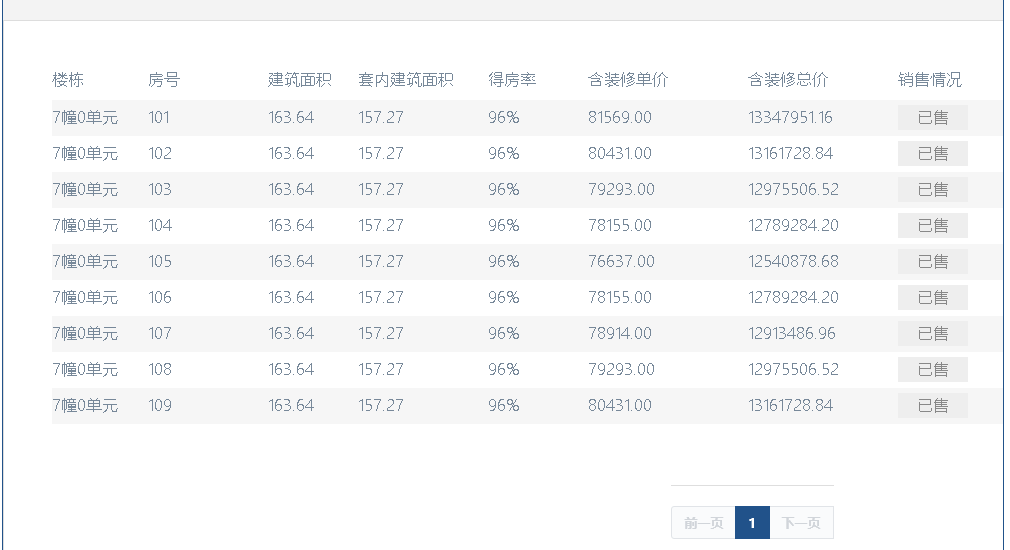 楼栋 房号 建筑面积 套内建筑面积 得房率 含装修单价 含装修总价 销售情况
7幢0单元 101 163.64 157.27 96% 81569.00 13347951.16 已售
7幢0单元 102 163.64 157.27 96% 80431.00 13161728.84 已售
7幢0单元 103 163.64 157.27 96% 79293.00 12975506.52 已售
7幢0单元 104 163.64 157.27 96% 78155.00 12789284.20 已售
7幢0单元 105 163.64 157.27 96% 76637.00 12540878.68 已售
7幢0单元 106 163.64 157.27 96% 78155.00 12789284.20 已售
7幢0单元 107 163.64 157.27 96% 78914.00 12913486.96 已售
7幢0单元 108 163.64 157.27 96% 79293.00 12975506.52 已售
7幢0单元 109 163.64 157.27 96% 80431.00 13161728.84 已售
前一页 1 下一页